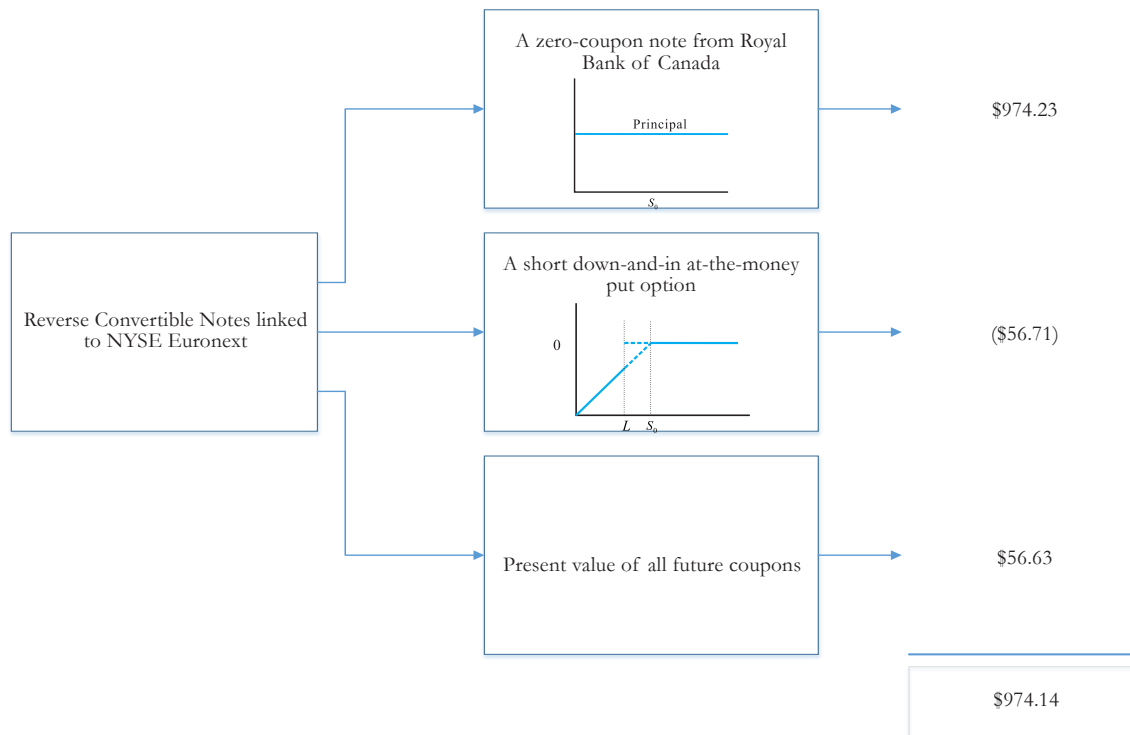 A zero-coupon note from Royal
Bank of Canada
Principal
S₀
$974.23
Reverse Convertible Notes linked
to NYSE Euronext
A short down-and-in at-the-money
put option
0
L S₀
($56.71)
Present value of all future coupons
$56.63
$974.14